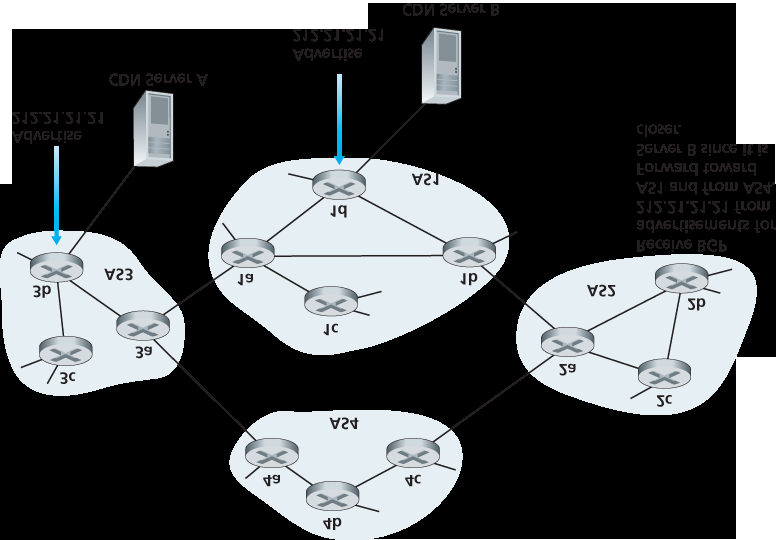 CDN Server B
Advertise
212.21.21.21
CDN Server A
Advertise
212.21.21.21
Receive BGP
advertisements for
212.21.21.21 from
AS1 and from AS4.
Forward toward
Server B since it is
closer.
AS1
1d
1a
1b
1c
AS3
3b
3a
3c
AS2
2b
2a
2c
AS4
4a
4c
4b